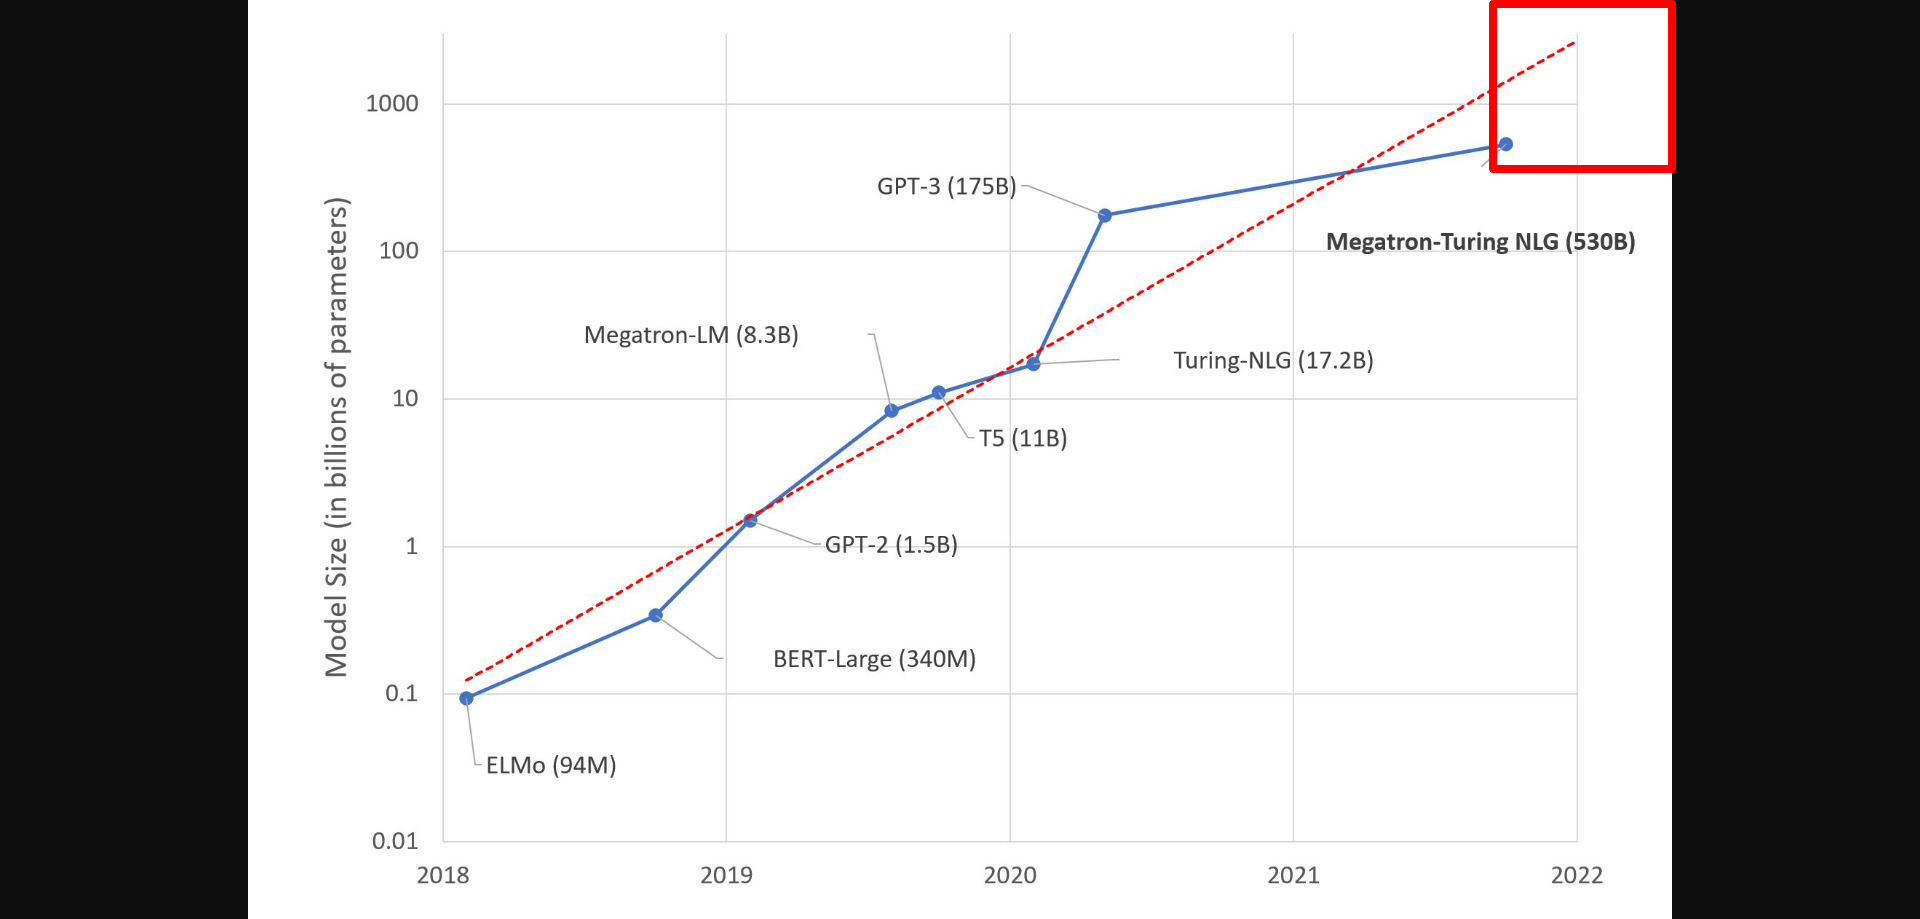 1000
GPT-3 (175B)
100
Megatron-Turing NLG (530B)
Megatron-LM (8.3B)
Turing-NLG (17.2B)
10
T5 (11B)
1
GPT-2 (1.5B)
BERT-Large (340M)
0.1
ELMo (94M)
0.01
Model Size (in billions of parameters)
2018 2019 2020 2021 2022